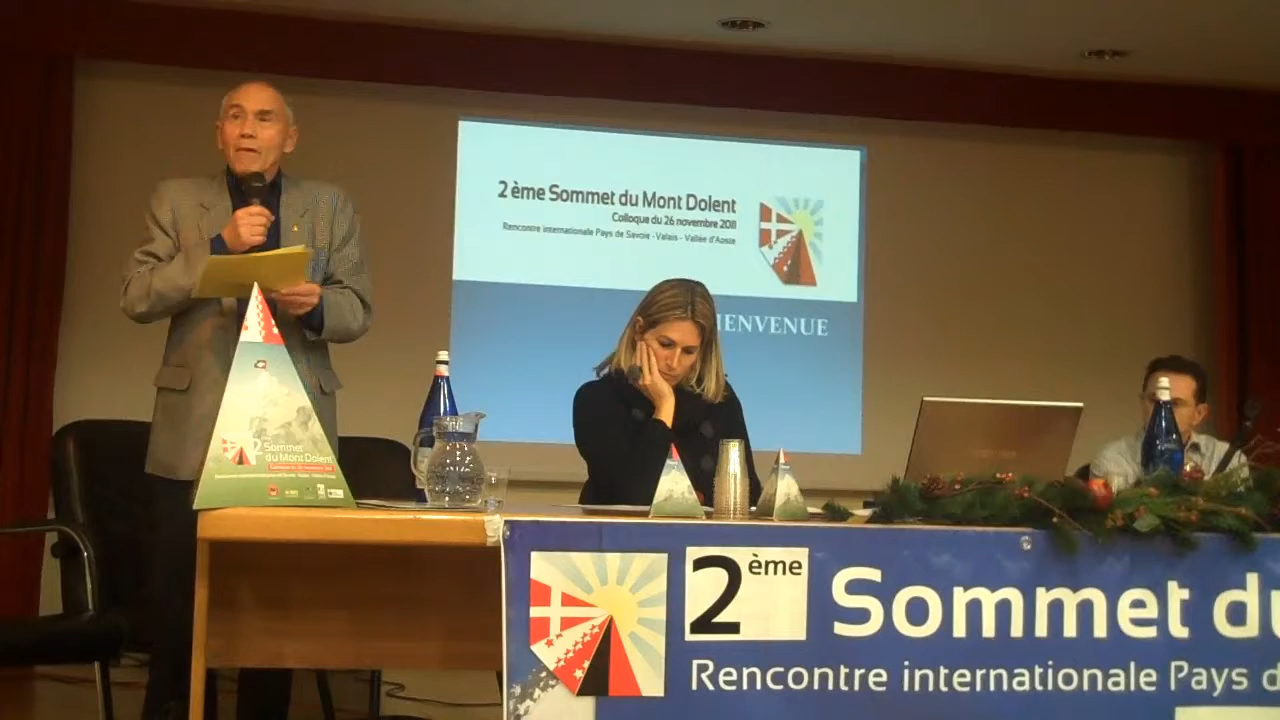 2 ème Sommet du Mont Dolent
Colloque du 26 novembre 2011
Rencontre internationale Pays de Savoie - Valais - Vallée d'Aoste
IENVENUE
2ème
Sommet
du Mont Dolent
2ème Sommet du
Rencontre internationale Pays d